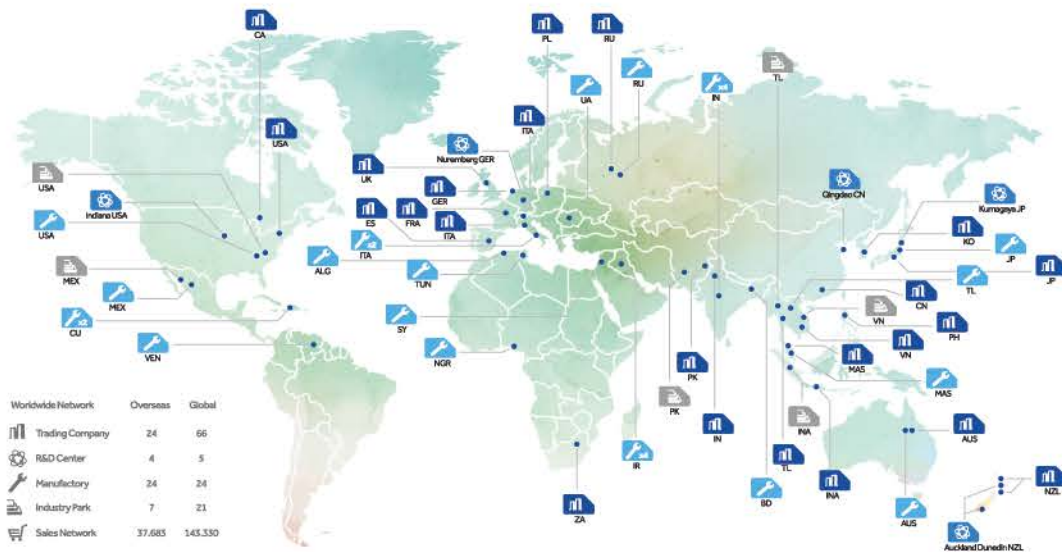 CA
PL
RU
RU
TL
UA
x4
IN
USA
ITA
Nuremberg GER
USA
UK
Qingdao CN
Kumagaya JP
Indiana USA
GER
USA
ES
FRA
ITA
KO
x2
ITA
ALG
JP
JP
MEX
TUN
TL
MEX
CN
x2
CU
SY
VN
PH
VEN
NGR
PK
VN
MAS
MAS
PK
INA
Worldwide Network Overseas Global
Trading Company 24 66
R&D Center 4 5
Manufactory 24 24
Industry Park 7 21
Sales Network 37.683 143.330
x4
IR
IN
TL
INA
AUS
ZA
BD
AUS
NZL
Auckland Dunedin NZL